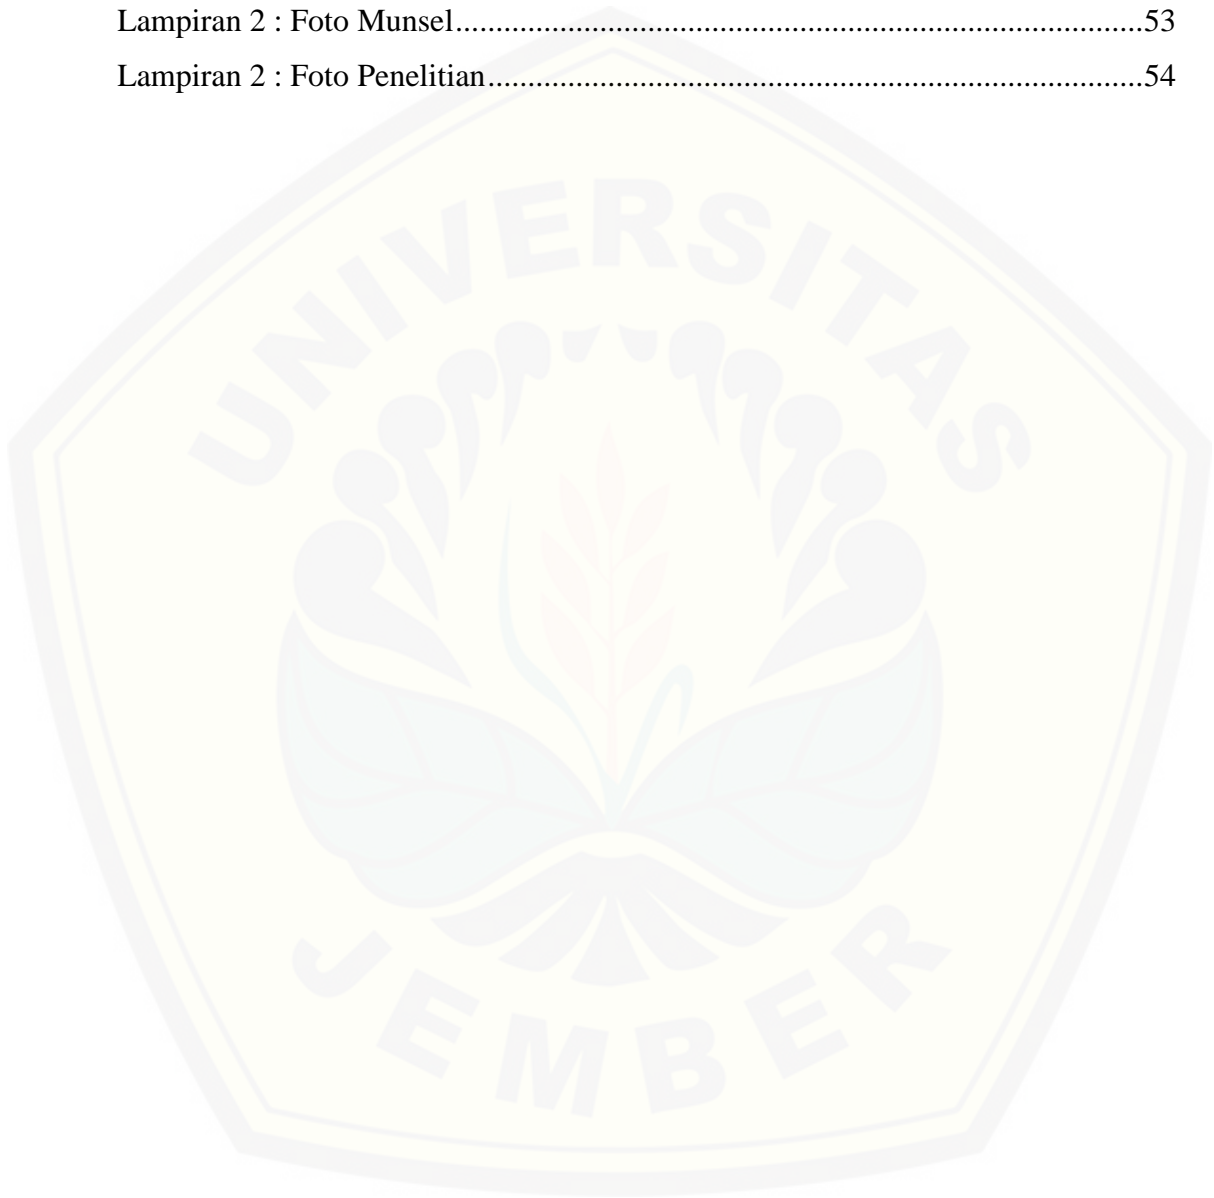 Lampiran 2 : Foto Munsel....................................................................................53
Lampiran 2 : Foto Penelitian................................................................................54
UNIVERSITAS
JEMBER